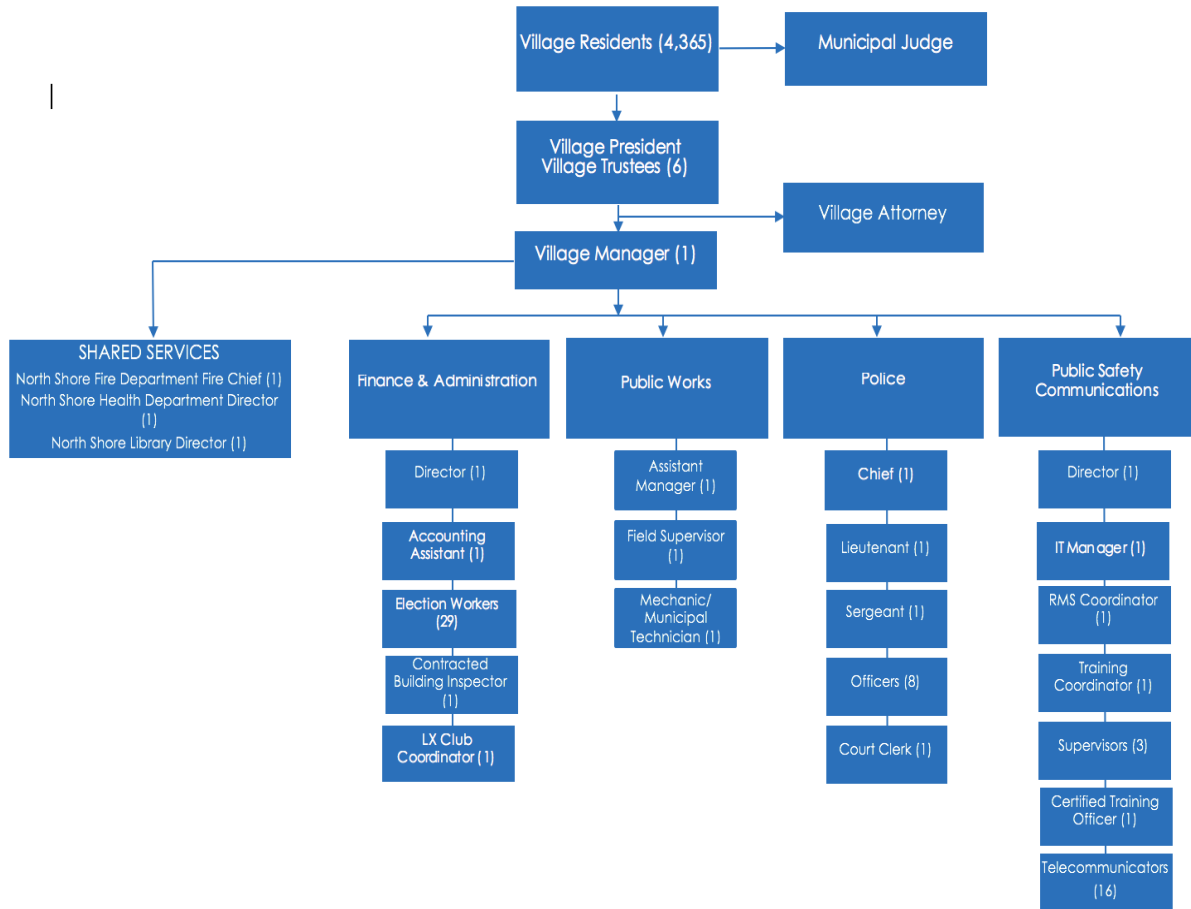 Village Residents (4,365)
Municipal Judge
Village President
Village Trustees (6)
Village Attorney
Village Manager (1)
SHARED SERVICES
North Shore Fire Department Fire Chief (1)
North Shore Health Department Director
(1)
North Shore Library Director (1)
Finance & Administration
Director (1)
Accounting
Assistant (1)
Election Workers
(29)
Contracted
Building Inspector
(1)
LX Club
Coordinator (1)
Public Works
Assistant
Manager (1)
Field Supervisor
(1)
Mechanic/
Municipal
Technician (1)
Police
Chief (1)
Lieutenant (1)
Sergeant (1)
Officers (8)
Court Clerk (1)
Public Safety
Communications
Director (1)
IT Manager (1)
RMS Coordinator
(1)
Training
Coordinator (1)
Supervisors (3)
Certified Training
Officer (1)
Telecommunicators
(16)